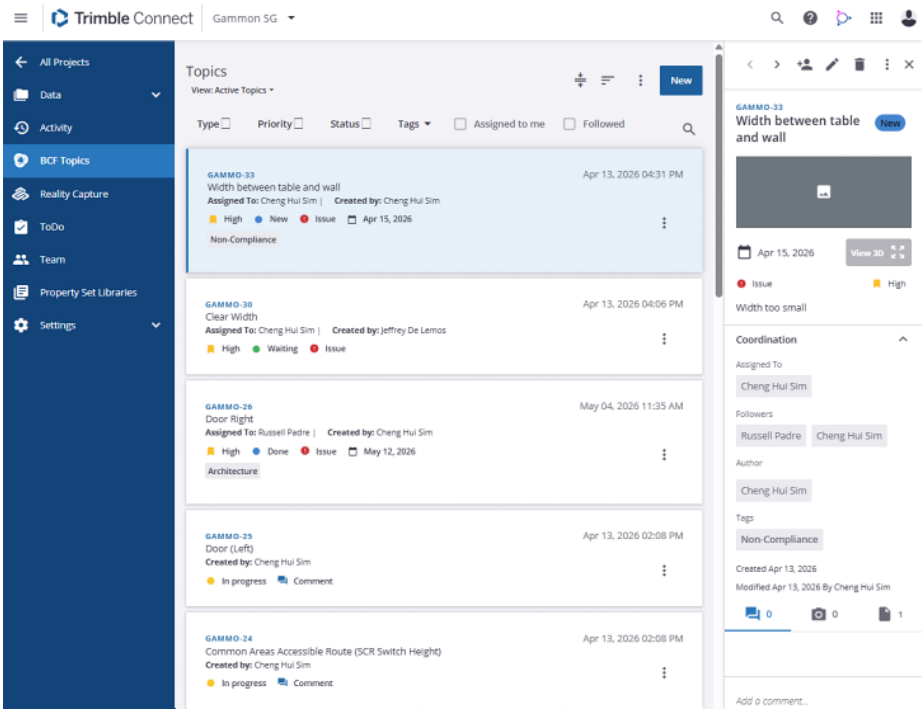 Trimble Connect
Gammon SG
All Projects
Data
Activity
BCF Topics
Reality Capture
ToDo
Team
Property Set Libraries
Settings
Topics
View: Active Topics
New
Type
Priority
Status
Tags
Assigned to me
Followed
GAMMO-33
Apr 13, 2026 04:31 PM
Width between table and wall
Assigned To: Cheng Hui Sim | Created by: Cheng Hui Sim
High New Issue Apr 15, 2026
Non-Compliance
GAMMO-30
Apr 13, 2026 04:06 PM
Clear Width
Assigned To: Cheng Hui Sim | Created by: Jeffrey De Lemos
High Waiting Issue
GAMMO-26
May 04, 2026 11:35 AM
Door Right
Assigned To: Russell Padre | Created by: Cheng Hui Sim
High Done Issue May 12, 2026
Architecture
GAMMO-25
Apr 13, 2026 02:08 PM
Door (Left)
Created by: Cheng Hui Sim
In progress Comment
GAMMO-24
Apr 13, 2026 02:08 PM
Common Areas Accessible Route (SCR Switch Height)
Created by: Cheng Hui Sim
In progress Comment
GAMMO-33
Width between table
and wall
New
Apr 15, 2026
View 3D
Issue
High
Width too small
Coordination
Assigned To
Cheng Hui Sim
Followers
Russell Padre Cheng Hui Sim
Author
Cheng Hui Sim
Tags
Non-Compliance
Created Apr 13, 2026
Modified Apr 13, 2026 By Cheng Hui Sim
0 0 1
Add a comment...